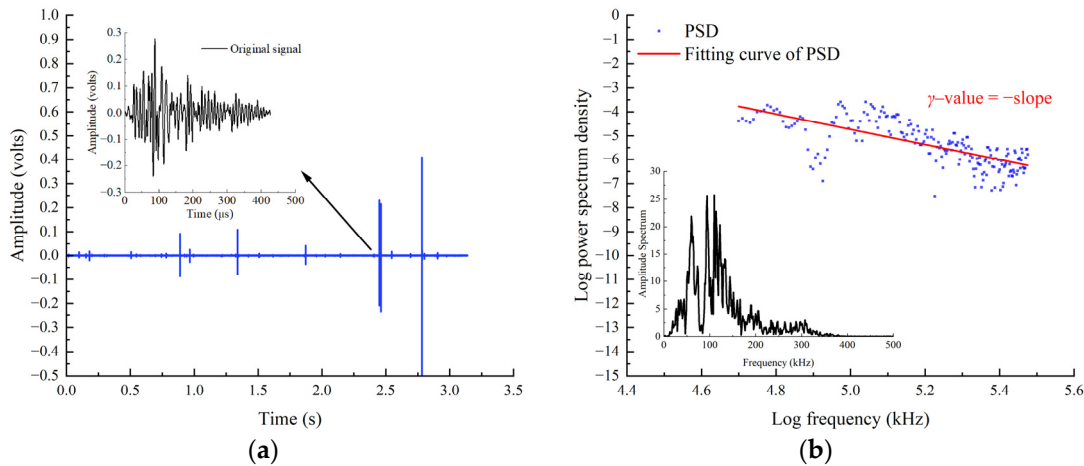 1.0
0.9
0.8
0.7
0.6
0.5
0.4
0.3
0.2
0.1
0.0
−0.1
−0.2
−0.3
−0.4
−0.5
Amplitude (volts)
0.0 0.5 1.0 1.5 2.0 2.5 3.0 3.5
Time (s)
0.3
0.2
0.1
0.0
−0.1
−0.2
−0.3
Amplitude (volts)
Original signal
0 100 200 300 400 500
Time (μs)
(a)
0
−1
−2
−3
−4
−5
−6
−7
−8
−9
−10
−11
−12
−13
−14
−15
Log power spectrum density
PSD
Fitting curve of PSD
γ–value = −slope
30
25
20
15
10
5
0
Amplitude Spectrum
0 100 200 300 400 500
Frequency (kHz)
4.4 4.6 4.8 5.0 5.2 5.4 5.6
Log frequency (kHz)
(b)